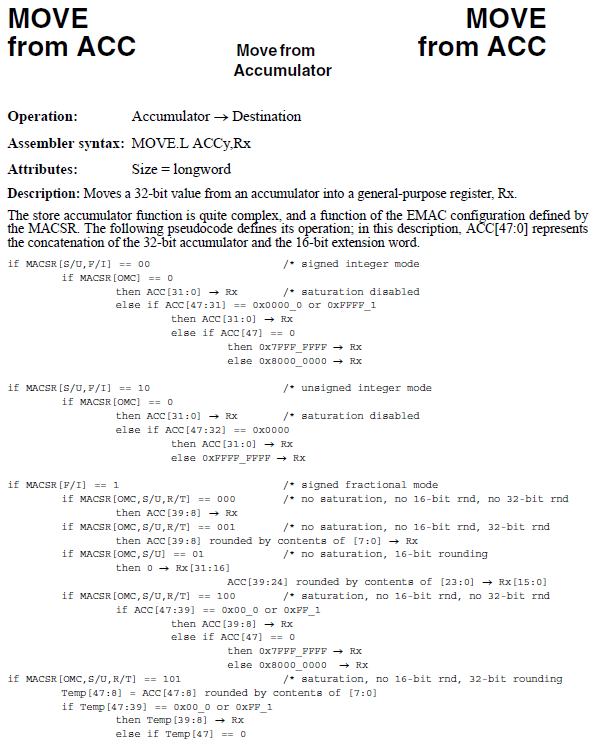 MOVE
from ACC
Move from
Accumulator
MOVE
from ACC
Operation: Accumulator → Destination
Assembler syntax: MOVE.L ACCy,Rx
Attributes: Size = longword
Description: Moves a 32-bit value from an accumulator into a general-purpose register, Rx.
The store accumulator function is quite complex, and a function of the EMAC configuration defined by
the MACSR. The following pseudocode defines its operation; in this description, ACC[47:0] represents
the concatenation of the 32-bit accumulator and the 16-bit extension word.
if MACSR[S/U,F/I] == 00 /* signed integer mode
if MACSR[OMC] == 0
then ACC[31:0] → Rx /* saturation disabled
else if ACC[47:31] == 0x0000_0 or 0xFFFF_1
then ACC[31:0] → Rx
else if ACC[47] == 0
then 0x7FFF_FFFF → Rx
else 0x8000_0000 → Rx
if MACSR[S/U,F/I] == 10 /* unsigned integer mode
if MACSR[OMC] == 0
then ACC[31:0] → Rx /* saturation disabled
else if ACC[47:32] == 0x0000
then ACC[31:0] → Rx
else 0xFFFF_FFFF → Rx
if MACSR[F/I] == 1 /* signed fractional mode
if MACSR[OMC,S/U,R/T] == 000 /* no saturation, no 16-bit rnd, no 32-bit rnd
then ACC[39:8] → Rx
if MACSR[OMC,S/U,R/T] == 001 /* no saturation, no 16-bit rnd, 32-bit rnd
then ACC[39:8] rounded by contents of [7:0] → Rx
if MACSR[OMC,S/U] == 01 /* no saturation, 16-bit rounding
then 0 → Rx[31:16]
ACC[39:24] rounded by contents of [23:0] → Rx[15:0]
if MACSR[OMC,S/U,R/T] == 100 /* saturation, no 16-bit rnd, no 32-bit rnd
if ACC[47:39] == 0x00_0 or 0xFF_1
then ACC[39:8] → Rx
else if ACC[47] == 0
then 0x7FFF_FFFF → Rx
else 0x8000_0000 → Rx
if MACSR[OMC,S/U,R/T] == 101 /* saturation, no 16-bit rnd, 32-bit rounding
Temp[47:8] = ACC[47:8] rounded by contents of [7:0]
if Temp[47:39] == 0x00_0 or 0xFF_1
then Temp[39:8] → Rx
else if Temp[47] == 0